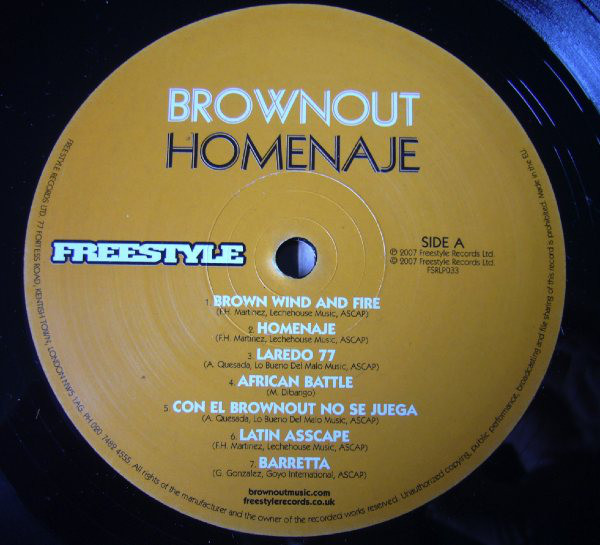 BROWNOUT
HOMENAJE
FREESTYLE
SIDE A
℗ 2007 Freestyle Records Ltd.
© 2007 Freestyle Records Ltd.
FSRLP033
1. BROWN WIND AND FIRE
(F.H. Martinez, Lechehouse Music, ASCAP)
2. HOMENAJE
(F.H. Martinez, Lechehouse Music, ASCAP)
3. LAREDO 77
(A. Quesada, Lo Bueno Del Malo Music, ASCAP)
4. AFRICAN BATTLE
(M. Dibango)
5. CON EL BROWNOUT NO SE JUEGA
(A. Quesada, Lo Bueno Del Malo Music, ASCAP)
6. LATIN ASSCAPE
(F.H. Martinez, Lechehouse Music, ASCAP)
7. BARRETTA
(G. Gonzalez, Goyo International, ASCAP)
brownoutmusic.com
freestylerecords.co.uk
FREESTYLE RECORDS LTD. 77 FORTESS ROAD, KENTISH TOWN, LONDON NW5 1AG. PH 020 7489 4555 All rights of the manufacturer and the owner of the recorded works reserved. Unauthorized copying, public performance, broadcasting and file sharing of this record is prohibited. Made in the EU.